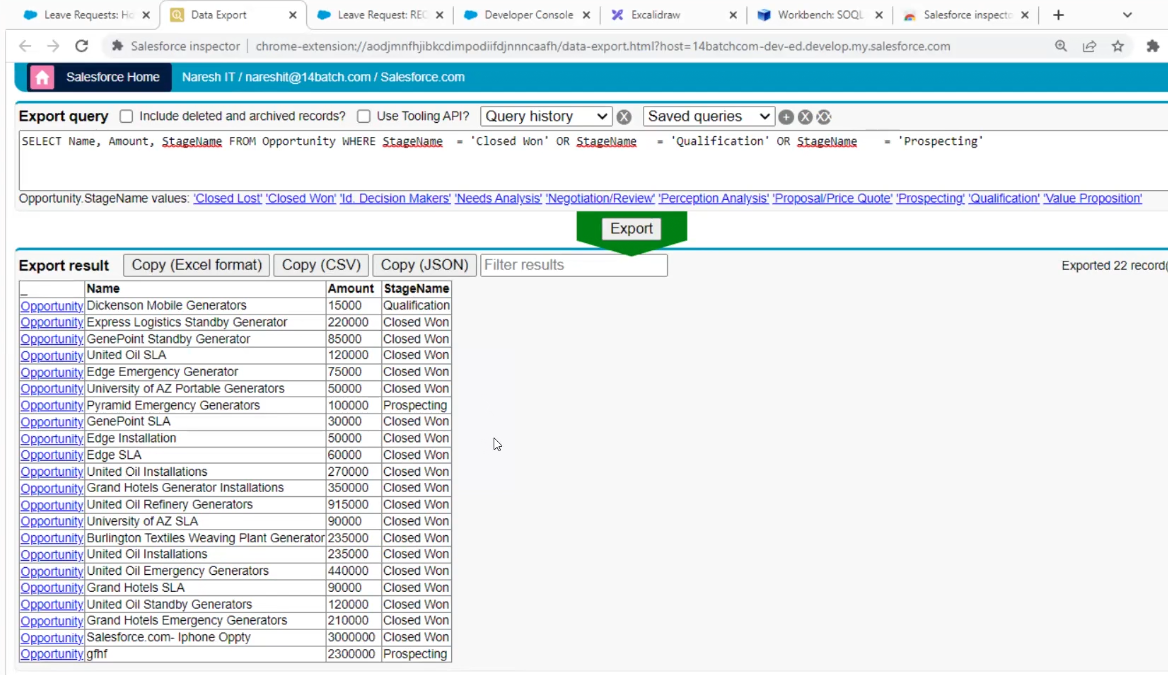 Leave Requests: Ho
Data Export
Leave Request: REC
Developer Console
Excalidraw
Workbench: SOQL
Salesforce inspecto
Salesforce inspector
chrome-extension://aodjmnfhjibkcdimpodiifdjnnncaafh/data-export.html?host=14batchcom-dev-ed.develop.my.salesforce.com
Salesforce Home
Naresh IT / nareshit@14batch.com / Salesforce.com
Export query
Include deleted and archived records?
Use Tooling API?
Query history
Saved queries
SELECT Name, Amount, StageName FROM Opportunity WHERE StageName = 'Closed Won' OR StageName = 'Qualification' OR StageName = 'Prospecting'
Opportunity.StageName values: 'Closed Lost' 'Closed Won' 'Id. Decision Makers' 'Needs Analysis' 'Negotiation/Review' 'Perception Analysis' 'Proposal/Price Quote' 'Prospecting' 'Qualification' 'Value Proposition'
Export
Export result
Copy (Excel format)
Copy (CSV)
Copy (JSON)
Filter results
Exported 22 record(
_ Name Amount StageName
Opportunity Dickenson Mobile Generators 15000 Qualification
Opportunity Express Logistics Standby Generator 220000 Closed Won
Opportunity GenePoint Standby Generator 85000 Closed Won
Opportunity United Oil SLA 120000 Closed Won
Opportunity Edge Emergency Generator 75000 Closed Won
Opportunity University of AZ Portable Generators 50000 Closed Won
Opportunity Pyramid Emergency Generators 100000 Prospecting
Opportunity GenePoint SLA 30000 Closed Won
Opportunity Edge Installation 50000 Closed Won
Opportunity Edge SLA 60000 Closed Won
Opportunity United Oil Installations 270000 Closed Won
Opportunity Grand Hotels Generator Installations 350000 Closed Won
Opportunity United Oil Refinery Generators 915000 Closed Won
Opportunity University of AZ SLA 90000 Closed Won
Opportunity Burlington Textiles Weaving Plant Generator 235000 Closed Won
Opportunity United Oil Installations 235000 Closed Won
Opportunity United Oil Emergency Generators 440000 Closed Won
Opportunity Grand Hotels SLA 90000 Closed Won
Opportunity United Oil Standby Generators 120000 Closed Won
Opportunity Grand Hotels Emergency Generators 210000 Closed Won
Opportunity Salesforce.com- Iphone Oppty 3000000 Closed Won
Opportunity gfhf 2300000 Prospecting